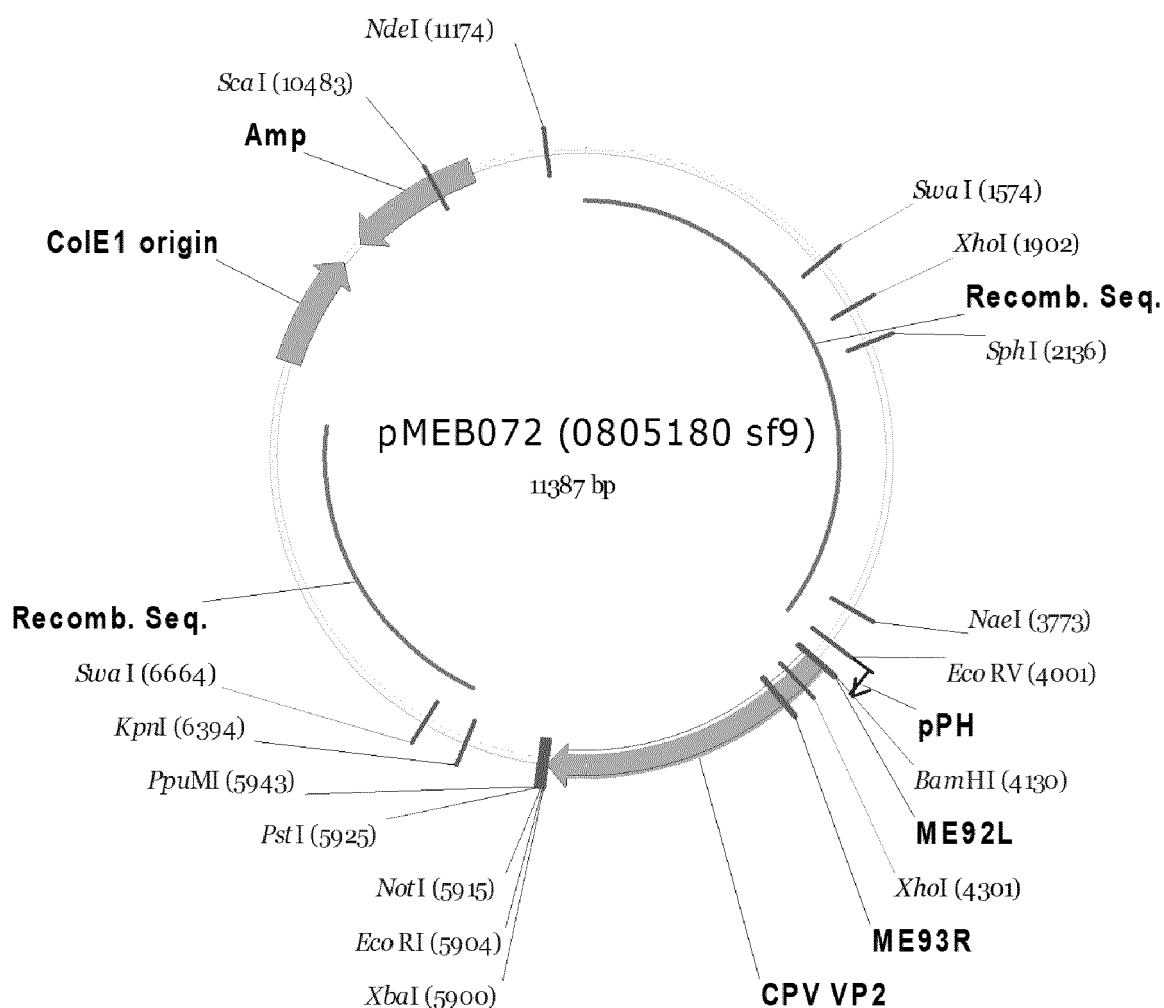 NdeI (11174)
ScaI (10483)
Amp
SwaI (1574)
ColE1 origin
XhoI (1902)
Recomb. Seq.
SphI (2136)
pMEB072 (0805180 sf9)
11387 bp
Recomb. Seq.
NaeI (3773)
SwaI (6664)
EcoRV (4001)
KpnI (6394)
pPH
PpuMI (5943)
BamHI (4130)
PstI (5925)
ME92L
NotI (5915)
XhoI (4301)
EcoRI (5904)
ME93R
XbaI (5900)
CPV VP2